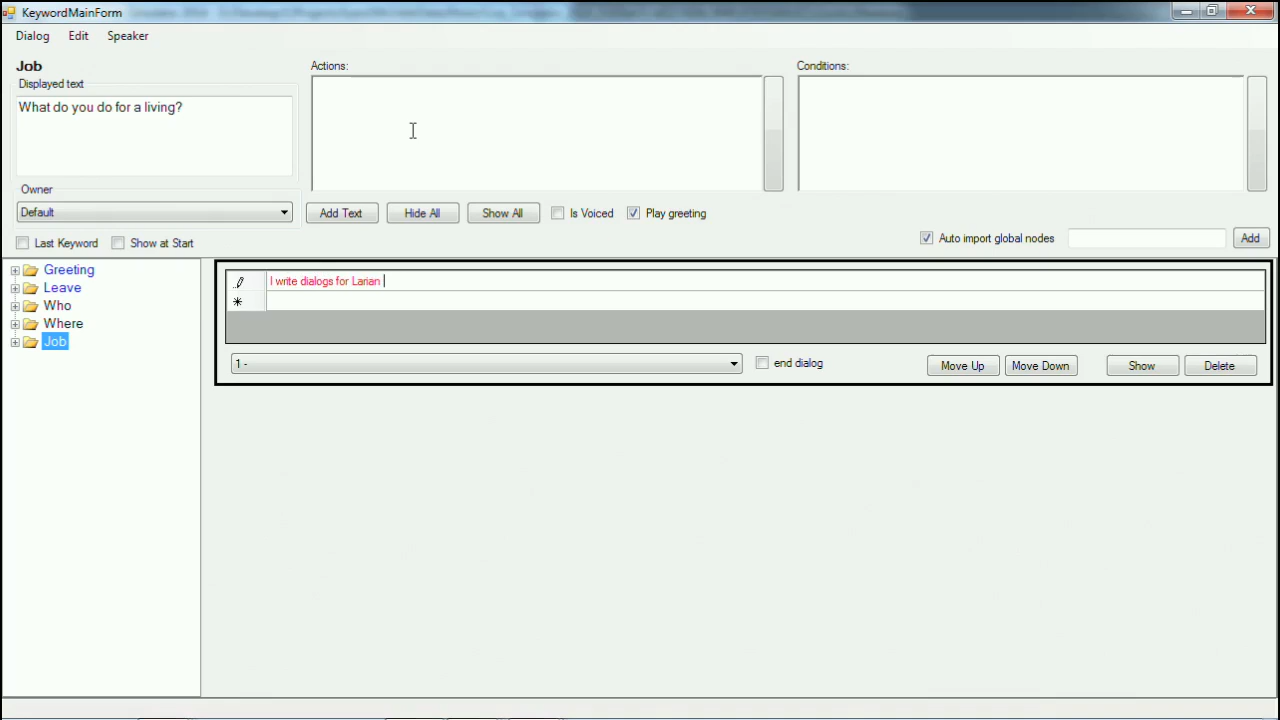 KeywordMainForm
Dialog Edit Speaker
Job
Displayed text
What do you do for a living?
Actions:
Conditions:
Owner
Default
Add Text Hide All Show All Is Voiced Play greeting
Last Keyword Show at Start
Auto import global nodes Add
Greeting
Leave
Who
Where
Job
I write dialogs for Larian
1 -
end dialog
Move Up Move Down Show Delete